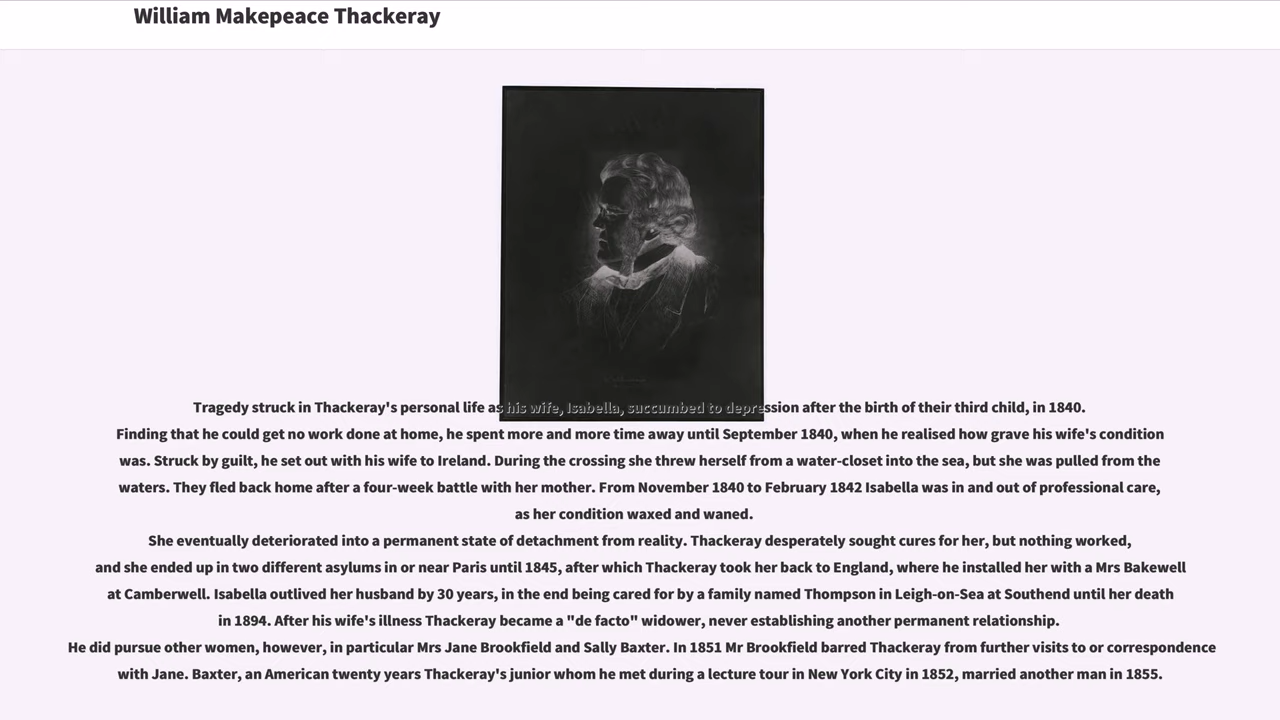 William Makepeace Thackeray
Tragedy struck in Thackeray's personal life as his wife, Isabella, succumbed to depression after the birth of their third child, in 1840.
Finding that he could get no work done at home, he spent more and more time away until September 1840, when he realised how grave his wife's condition
was. Struck by guilt, he set out with his wife to Ireland. During the crossing she threw herself from a water-closet into the sea, but she was pulled from the
waters. They fled back home after a four-week battle with her mother. From November 1840 to February 1842 Isabella was in and out of professional care,
as her condition waxed and waned.
She eventually deteriorated into a permanent state of detachment from reality. Thackeray desperately sought cures for her, but nothing worked,
and she ended up in two different asylums in or near Paris until 1845, after which Thackeray took her back to England, where he installed her with a Mrs Bakewell
at Camberwell. Isabella outlived her husband by 30 years, in the end being cared for by a family named Thompson in Leigh-on-Sea at Southend until her death
in 1894. After his wife's illness Thackeray became a "de facto" widower, never establishing another permanent relationship.
He did pursue other women, however, in particular Mrs Jane Brookfield and Sally Baxter. In 1851 Mr Brookfield barred Thackeray from further visits to or correspondence
with Jane. Baxter, an American twenty years Thackeray's junior whom he met during a lecture tour in New York City in 1852, married another man in 1855.